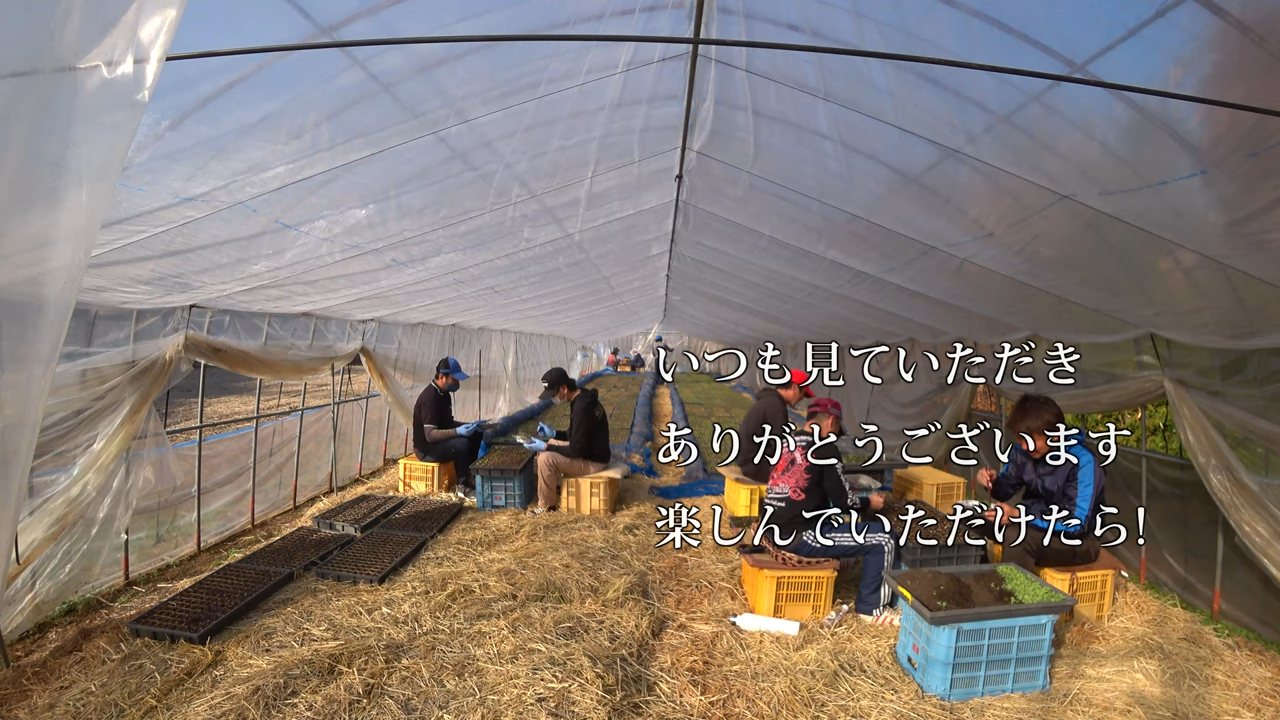 いつも見ていただき
ありがとうございます
楽しんでいただけたら!